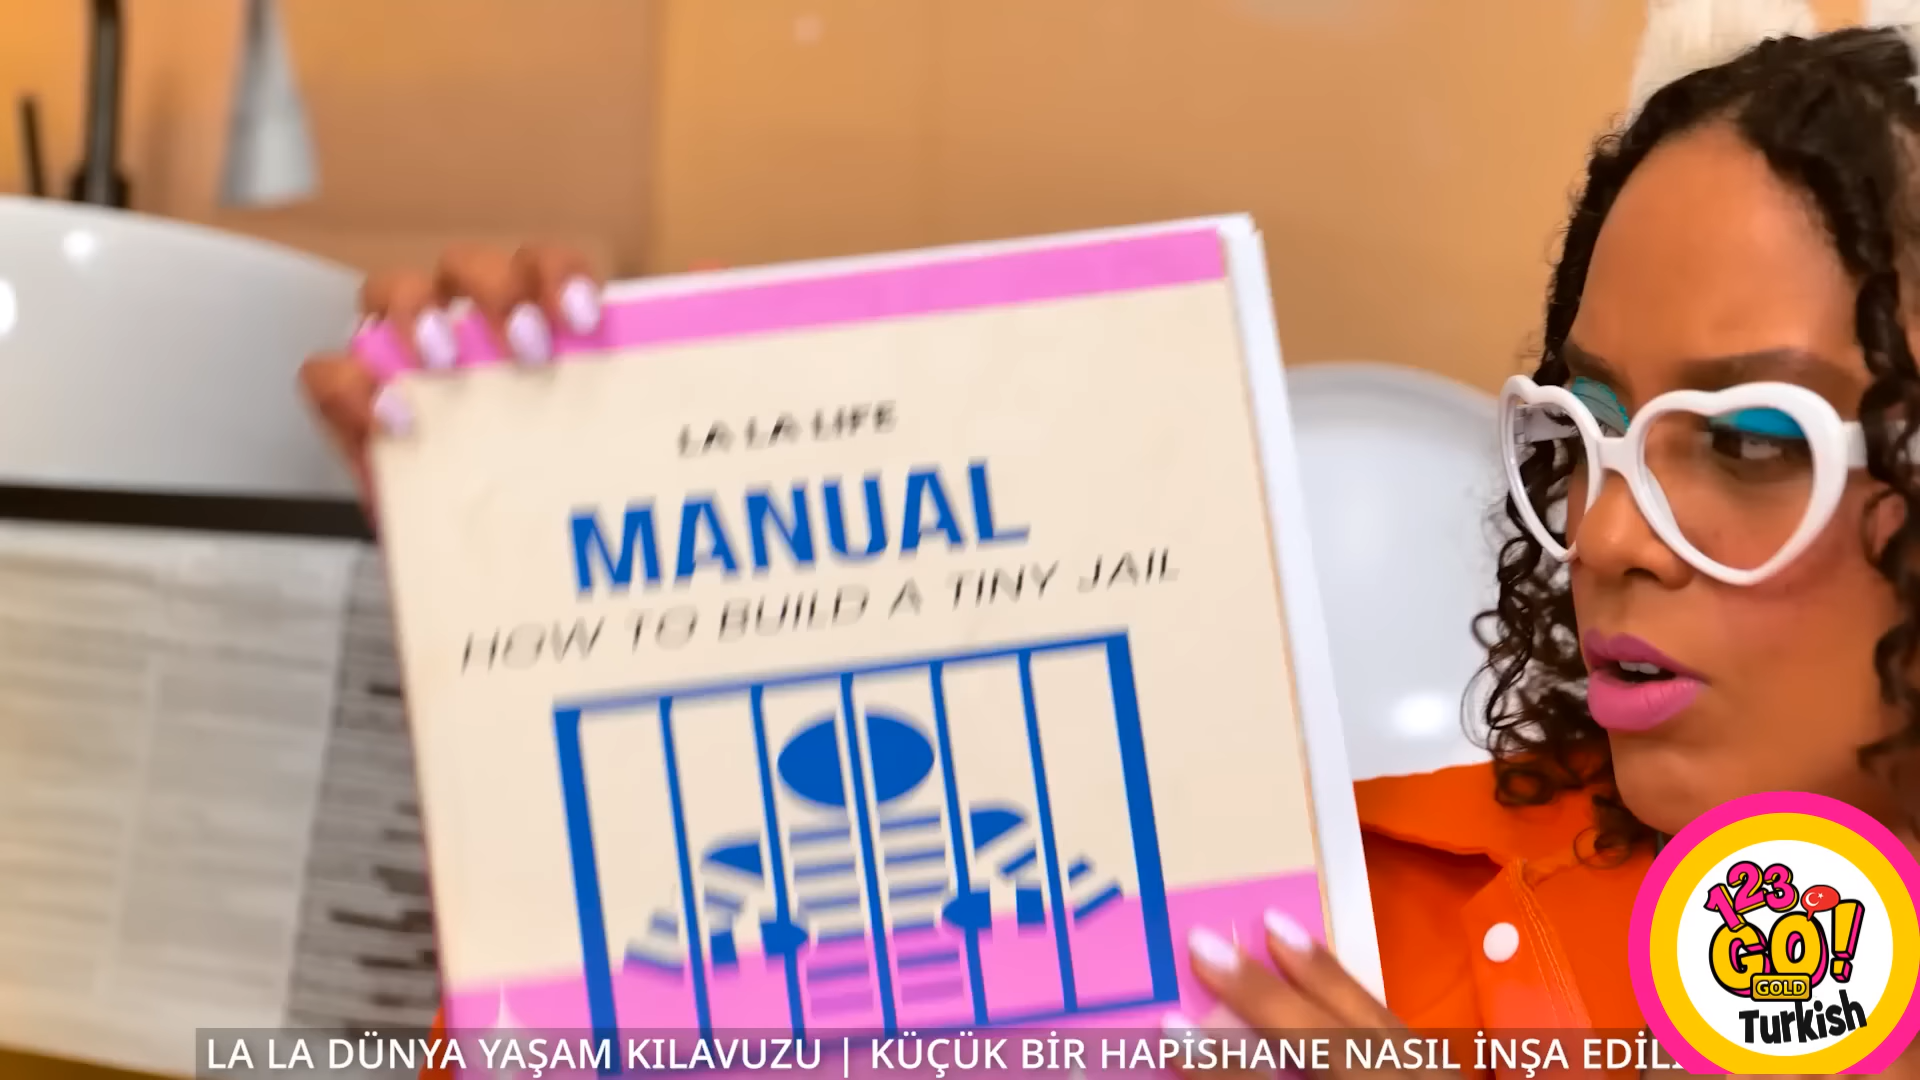 LA LA LIFE
MANUAL
HOW TO BUILD A TINY JAIL
LA LA DÜNYA YAŞAM KILAVUZU | KÜÇÜK BİR HAPİSHANE NASIL İNŞA
123
GO!
GOLD
Turkish